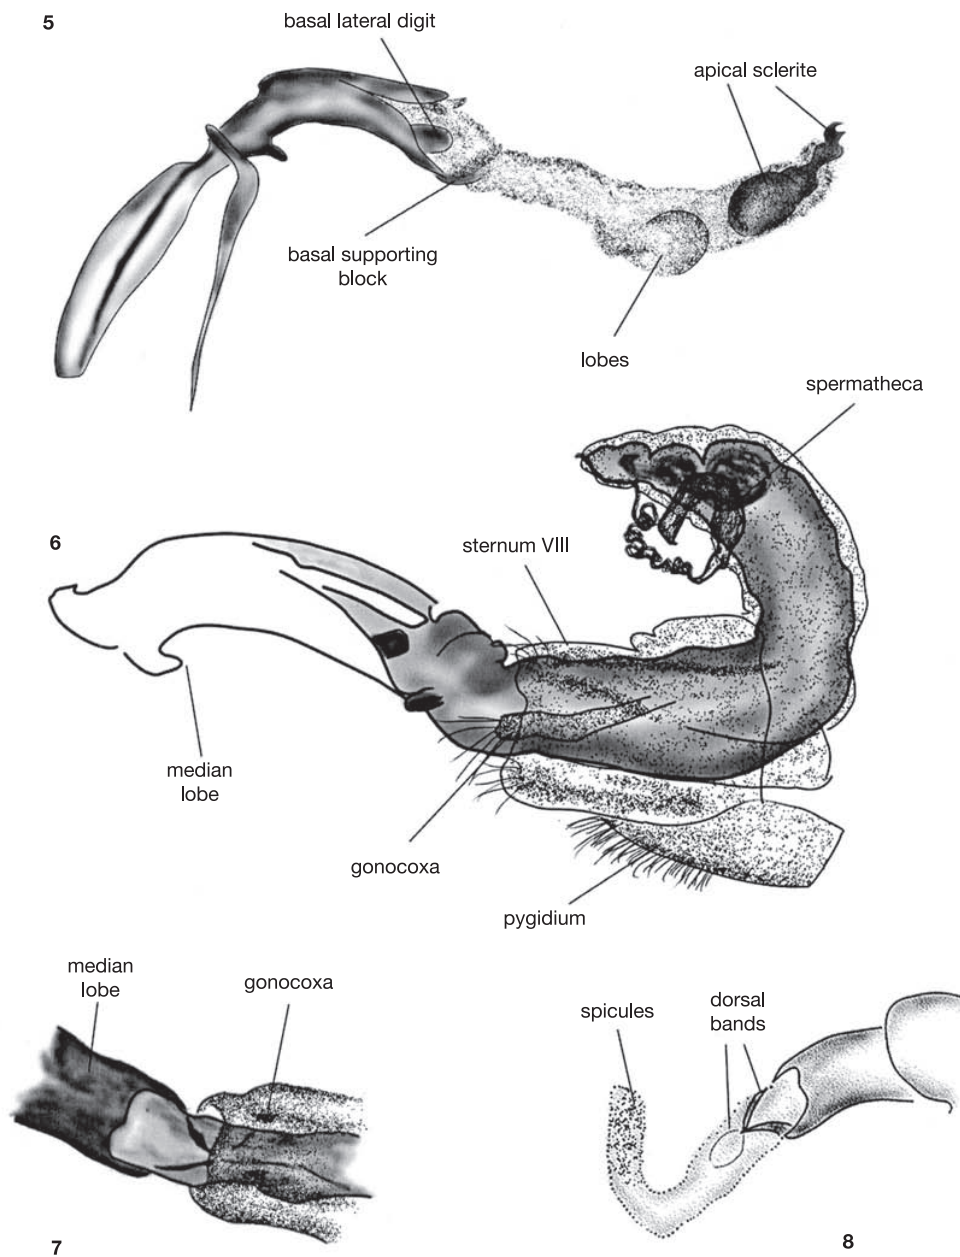 5
basal lateral digit
apical sclerite
basal supporting
block
lobes
spermatheca
6
sternum VIII
median
lobe
gonocoxa
pygidium
median
lobe
gonocoxa
spicules
dorsal
bands
7
8